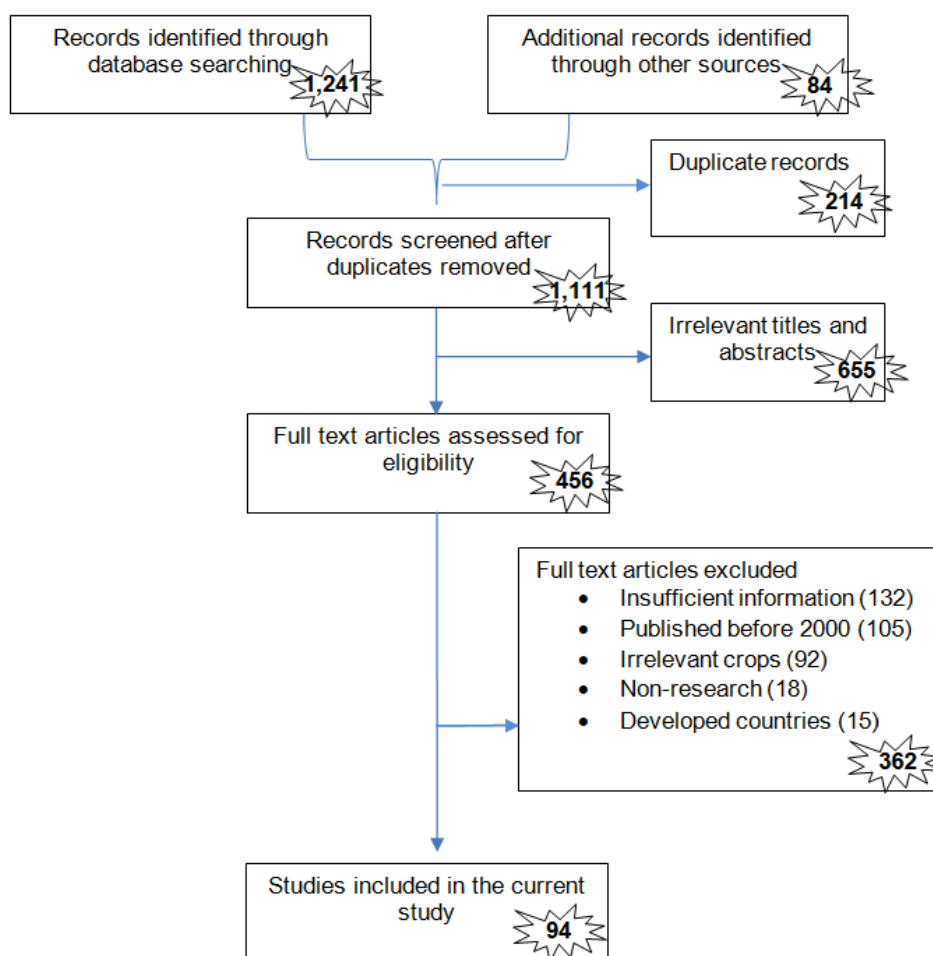 Records identified through
database searching
1,241
Additional records identified
through other sources
84
Duplicate records
214
Records screened after
duplicates removed
1,111
Irrelevant titles and
abstracts
655
Full text articles assessed for
eligibility
456
Full text articles excluded
• Insufficient information (132)
• Published before 2000 (105)
• Irrelevant crops (92)
• Non-research (18)
• Developed countries (15)
362
Studies included in the current
study
94